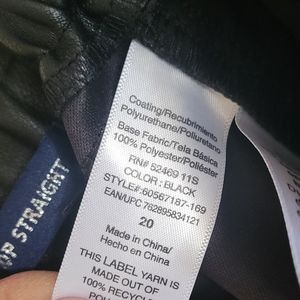 Coating/Recubrimiento
Polyurethane/Poliuretano
Base Fabric/Tela Básica
100% Polyester/Poliéster
RN# 52469 11S
COLOR: BLACK
STYLE#: 60567187-169
EAN/UPC 762895834121
20
Made in China/
Hecho en China
THIS LABEL YARN IS
MADE OUT OF
100% RECYCL
OP STRAIGHT